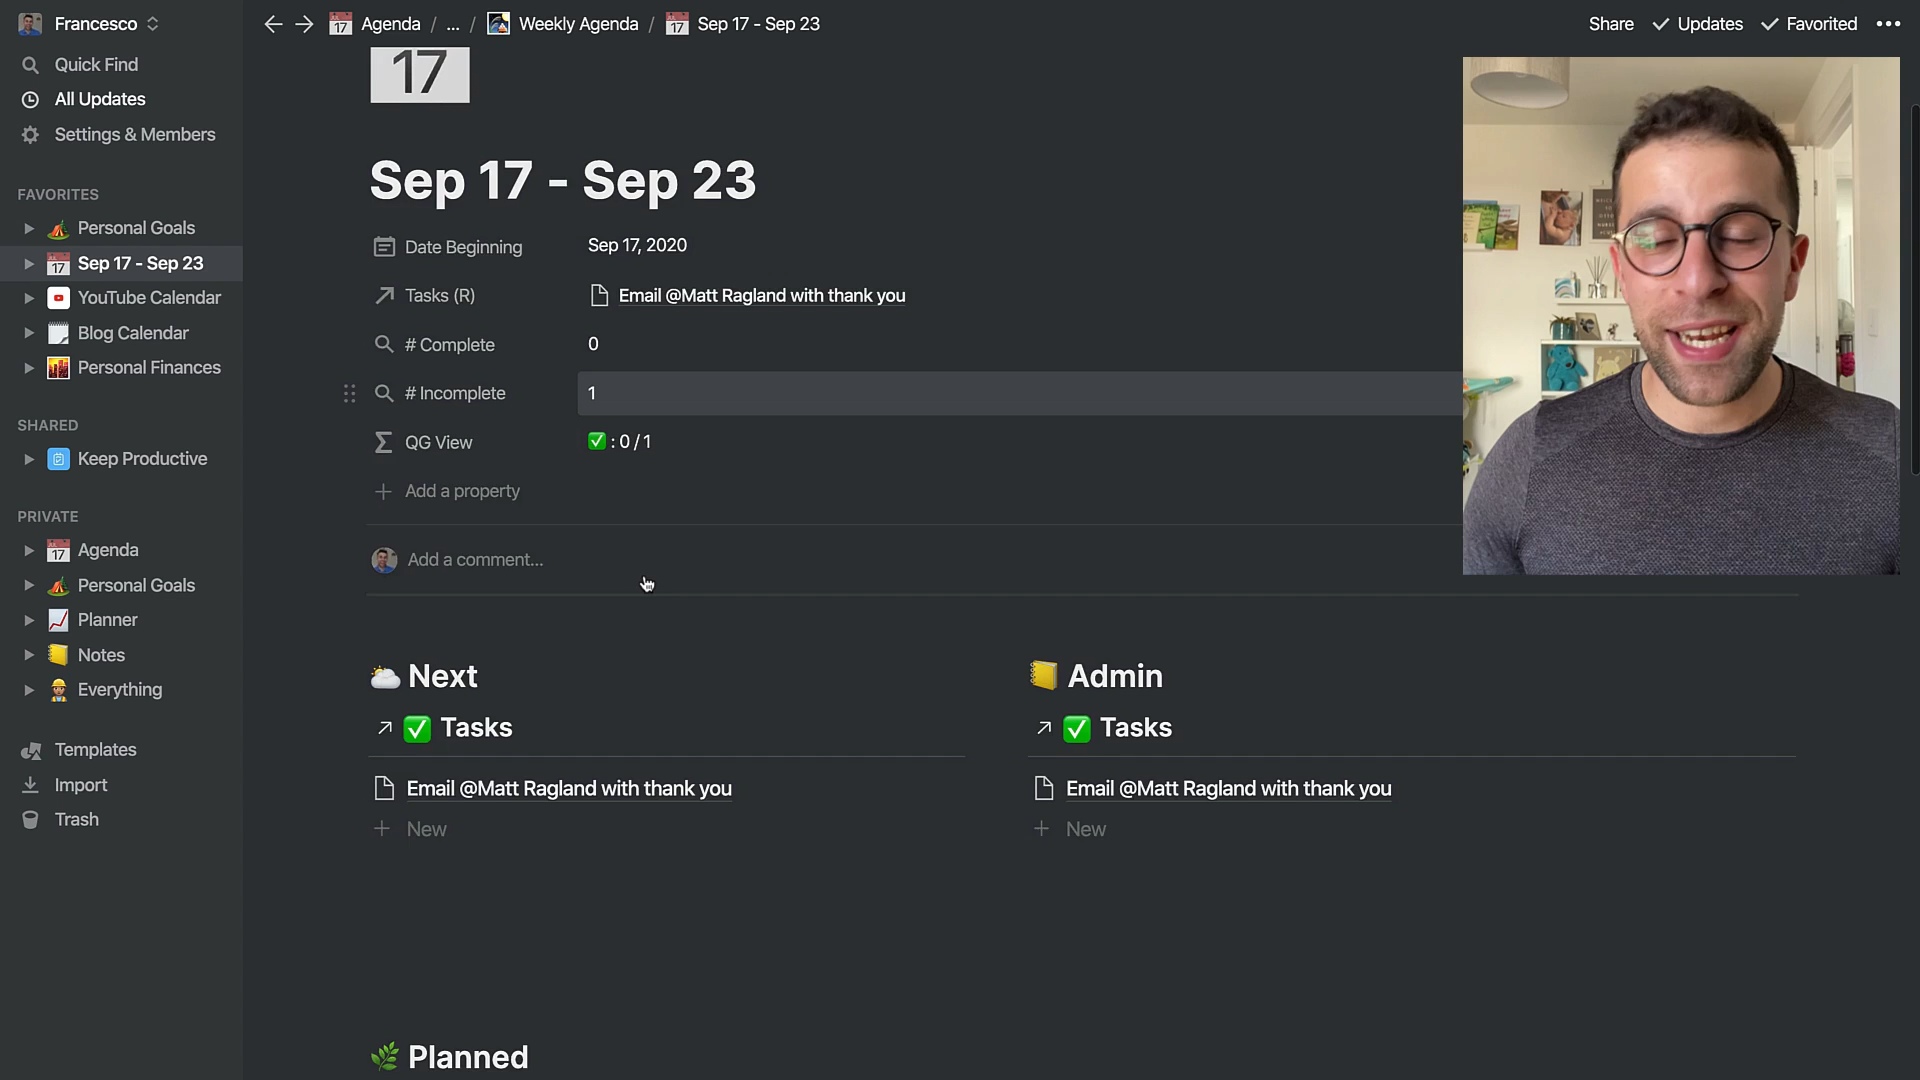 Francesco
Quick Find
All Updates
Settings & Members
FAVORITES
Personal Goals
Sep 17 - Sep 23
YouTube Calendar
Blog Calendar
Personal Finances
SHARED
Keep Productive
PRIVATE
Agenda
Personal Goals
Planner
Notes
Everything
Templates
Import
Trash
Agenda / ... / Weekly Agenda / Sep 17 - Sep 23
Share Updates Favorited
17
Sep 17 - Sep 23
Date Beginning Sep 17, 2020
Tasks (R) Email @Matt Ragland with thank you
# Complete 0
# Incomplete 1
QG View ✅ : 0 / 1
Add a property
Add a comment...
Next
Tasks
Email @Matt Ragland with thank you
New
Admin
Tasks
Email @Matt Ragland with thank you
New
Planned